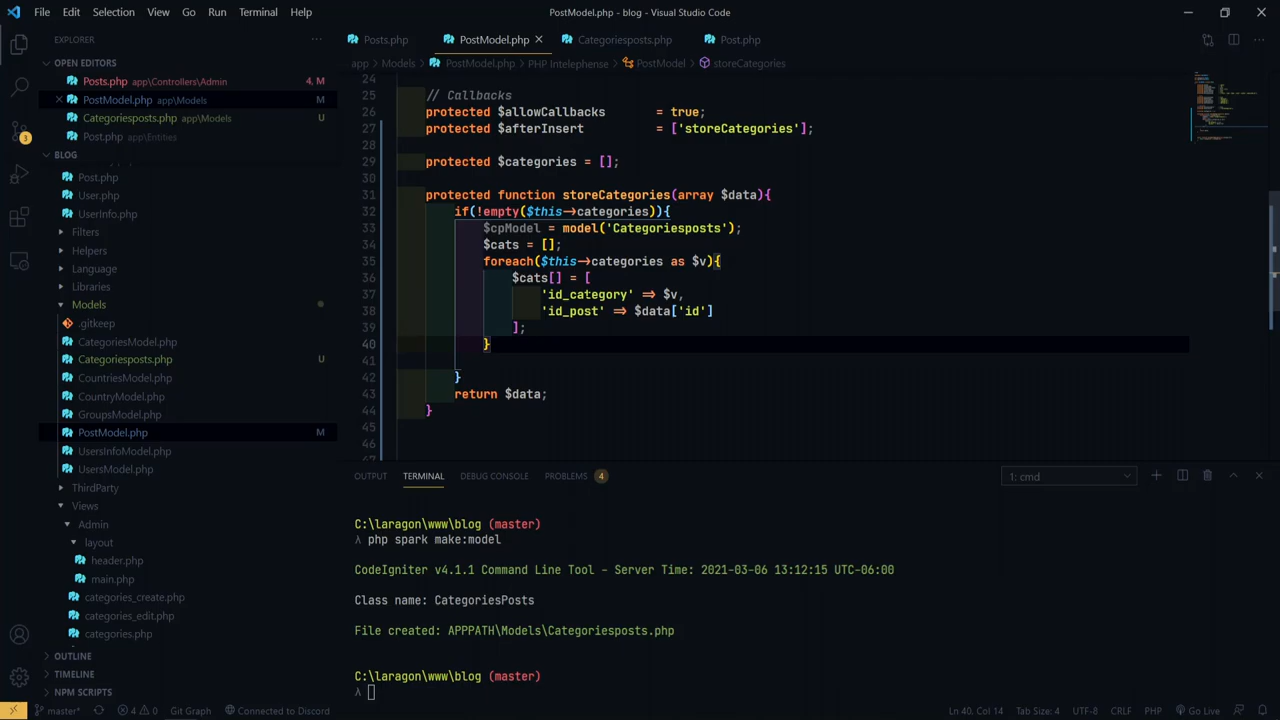 File Edit Selection View Go Run Terminal Help
PostModel.php - blog - Visual Studio Code
EXPLORER
OPEN EDITORS
Posts.php app\Controllers\Admin 4, M
PostModel.php app\Models M
Categoriesposts.php app\Models U
Post.php app\Entities
BLOG
Post.php
User.php
UserInfo.php
Filters
Helpers
Language
Libraries
Models
.gitkeep
CategoriesModel.php
Categoriesposts.php U
CountriesModel.php
CountryModel.php
GroupsModel.php
PostModel.php M
UsersInfoModel.php
UsersModel.php
ThirdParty
Views
Admin
layout
header.php
main.php
categories_create.php
categories_edit.php
categories.php
OUTLINE
TIMELINE
NPM SCRIPTS
Posts.php PostModel.php Categoriesposts.php Post.php
app Models PostModel.php PHP Intelephense PostModel storeCategories
24
25 // Callbacks
26 protected $allowCallbacks = true;
27 protected $afterInsert = ['storeCategories'];
28
29 protected $categories = [];
30
31 protected function storeCategories(array $data){
32 if(!empty($this->categories)){
33 $cpModel = model('Categoriesposts');
34 $cats = [];
35 foreach($this->categories as $v){
36 $cats[] = [
37 'id_category' => $v,
38 'id_post' => $data['id']
39 ];
40 }
41
42 }
43 return $data;
44 }
45
46
OUTPUT TERMINAL DEBUG CONSOLE PROBLEMS 4
1: cmd
C:\laragon\www\blog (master)
λ php spark make:model
CodeIgniter v4.1.1 Command Line Tool - Server Time: 2021-03-06 13:12:15 UTC-06:00
Class name: CategoriesPosts
File created: APPPATH\Models\Categoriesposts.php
C:\laragon\www\blog (master)
λ
master* 4 0 Git Graph Connected to Discord
Ln 40, Col 14 Tab Size: 4 UTF-8 CRLF PHP Go Live